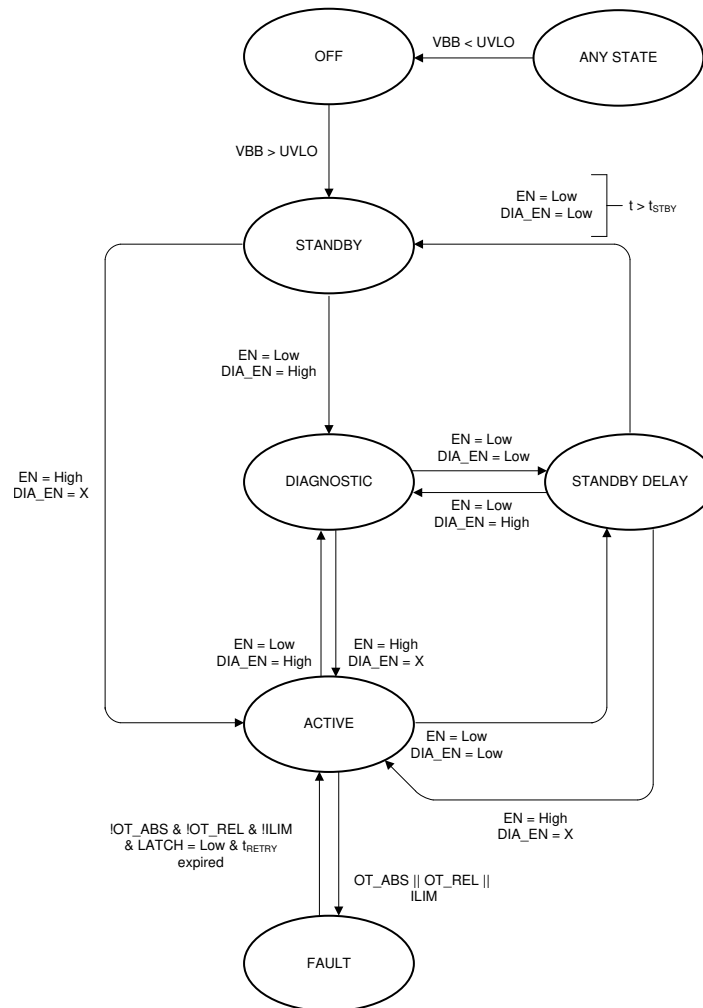 OFF
VBB < UVLO
ANY STATE
VBB > UVLO
EN = Low
DIA_EN = Low
t > tSTBY
STANDBY
EN = Low
DIA_EN = High
EN = High
DIA_EN = X
DIAGNOSTIC
EN = Low
DIA_EN = Low
EN = Low
DIA_EN = High
STANDBY DELAY
EN = Low
DIA_EN = High
EN = High
DIA_EN = X
ACTIVE
EN = Low
DIA_EN = Low
EN = High
DIA_EN = X
!OT_ABS & !OT_REL & !ILIM
& LATCH = Low & tRETRY
expired
OT_ABS || OT_REL ||
ILIM
FAULT